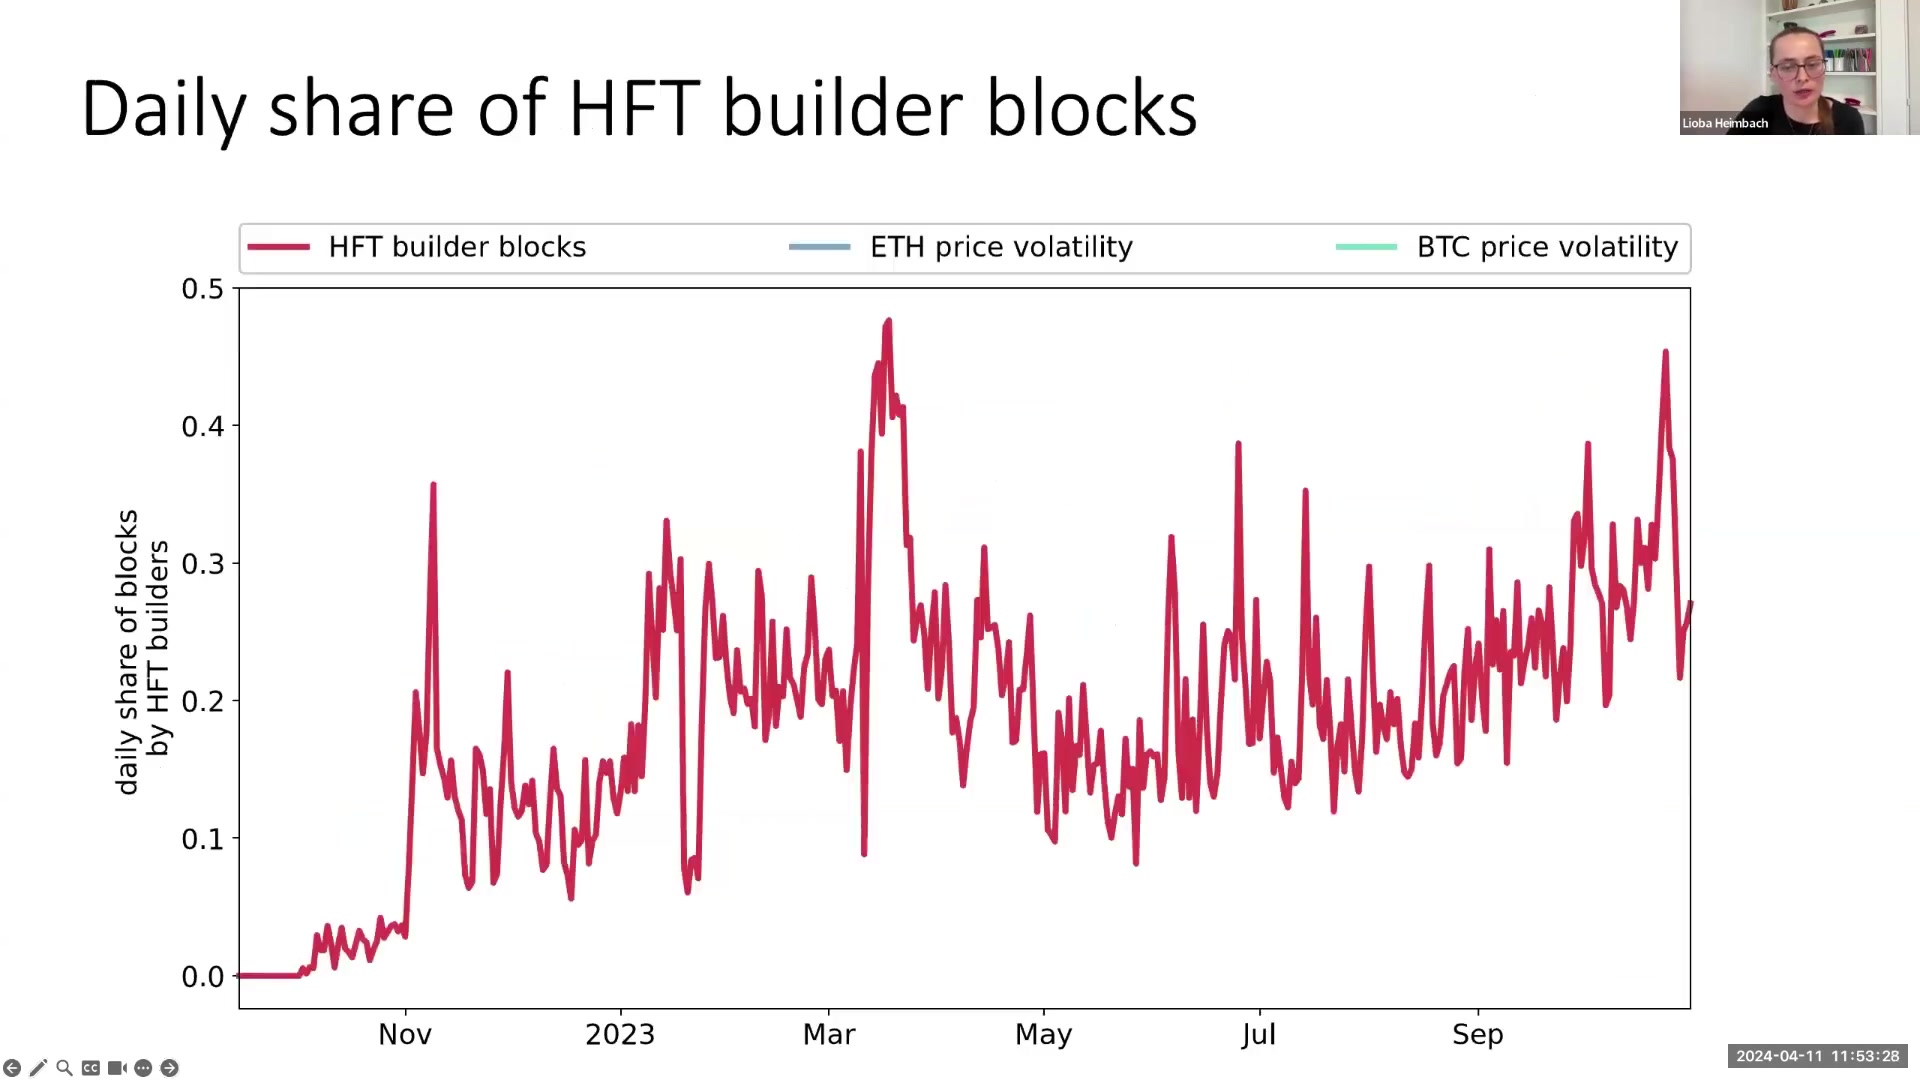 Daily share of HFT builder blocks
Lioba Heimbach
HFT builder blocks
ETH price volatility
BTC price volatility
0.5
0.4
0.3
0.2
0.1
0.0
daily share of blocks
by HFT builders
Nov
2023
Mar
May
Jul
Sep
CC
2024-04-11 11:53:28